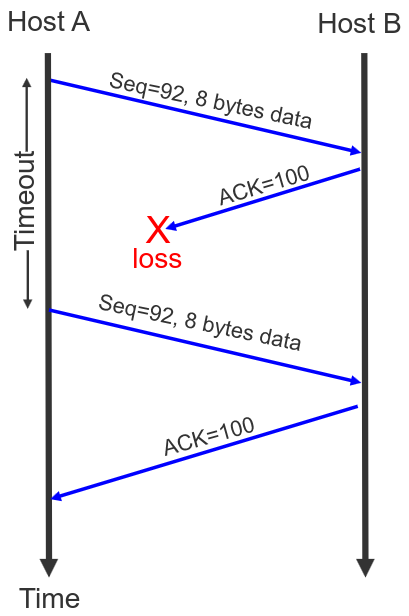 Host A
Host B
Seq=92, 8 bytes data
ACK=100
Timeout
X
loss
Seq=92, 8 bytes data
ACK=100
Time